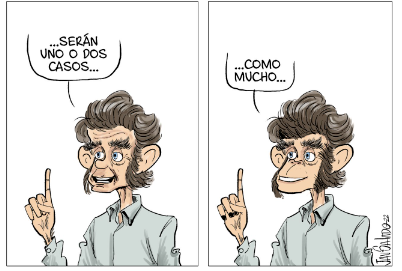 ...SERÁN
UNO O DOS
CASOS...
...COMO
MUCHO...